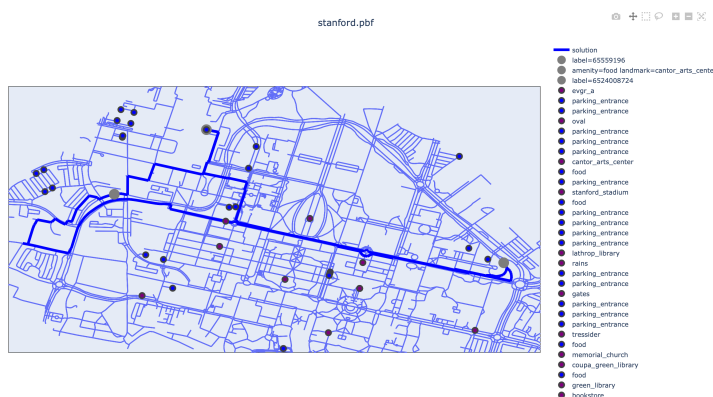 stanford.pbf
solution
label=65559196
amenity=food landmark=cantor_arts_cente
label=6524008724
evgr_a
parking_entrance
oval
parking_entrance
parking_entrance
parking_entrance
cantor_arts_center
food
parking_entrance
stanford_stadium
food
parking_entrance
parking_entrance
parking_entrance
parking_entrance
lathrop_library
rains
parking_entrance
parking_entrance
gates
parking_entrance
parking_entrance
parking_entrance
tressider
food
memorial_church
coupa_green_library
food
green_library
bookstore